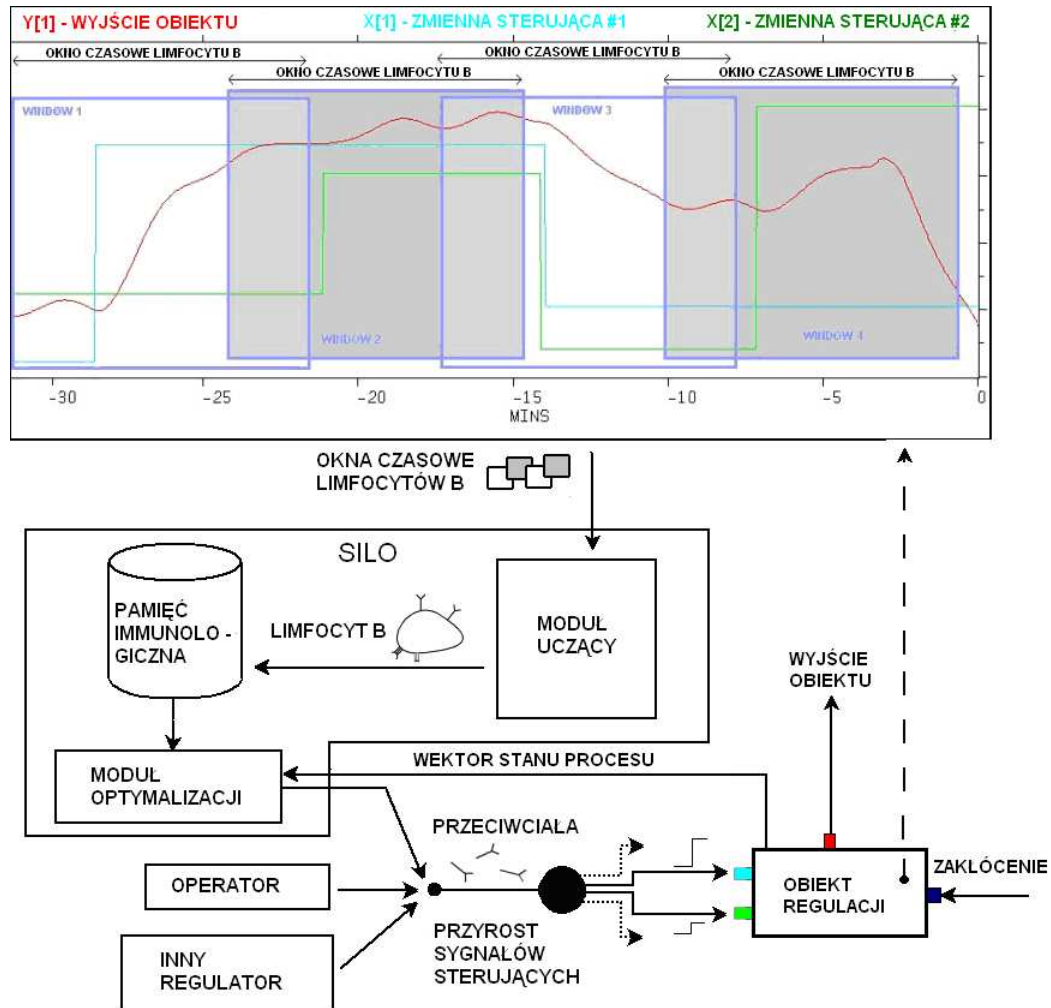 Y[1] - WYJŚCIE OBIEKTU
X[1] - ZMIENNA STERUJĄCA #1
X[2] - ZMIENNA STERUJĄCA #2
OKNO CZASOWE LIMFOCYTU B
OKNO CZASOWE LIMFOCYTU B
OKNO CZASOWE LIMFOCYTU B
OKNO CZASOWE LIMFOCYTU B
WINDOW 1
WINDOW 3
WINDOW 2
WINDOW 4
-30
-25
-20
-15
-10
-5
0
MINS
OKNA CZASOWE
LIMFOCYTÓW B
SILO
PAMIĘĆ
IMMUNOLO -
GICZNA
LIMFOCYT B
MODUŁ
UCZĄCY
WYJŚCIE
OBIEKTU
MODUŁ
OPTYMALIZACJI
WEKTOR STANU PROCESU
PRZECIWCIAŁA
OPERATOR
INNY
REGULATOR
PRZYROST
SYGNAŁÓW
STERUJĄCYCH
OBIEKT
REGULACJI
ZAKŁÓCENIE